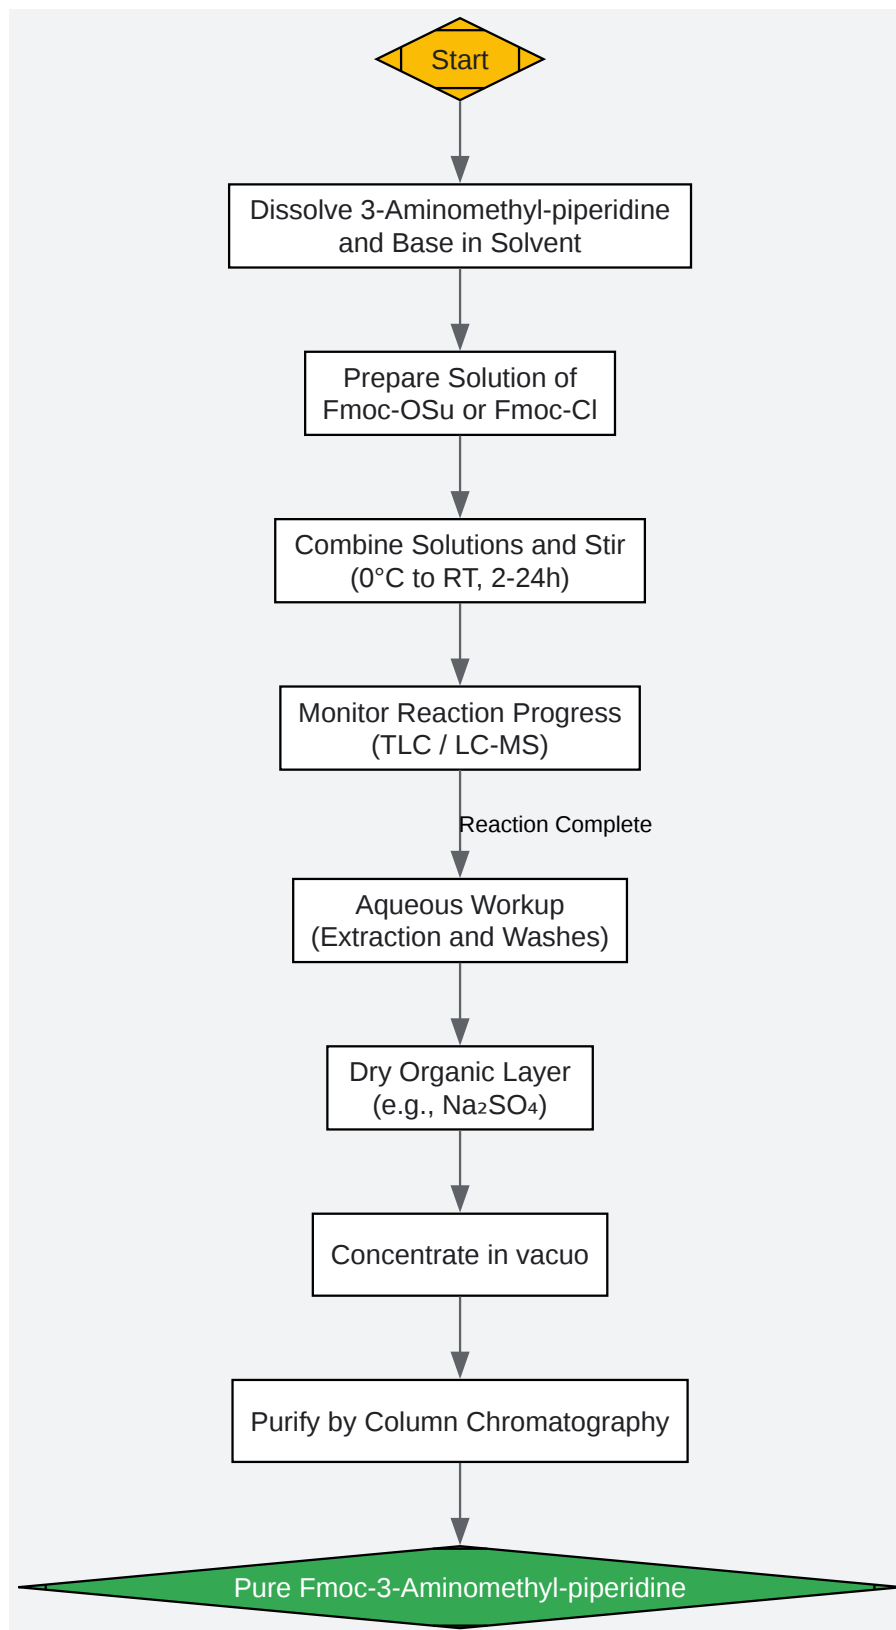 Start
Dissolve 3-Aminomethyl-piperidine
and Base in Solvent
Prepare Solution of
Fmoc-OSu or Fmoc-Cl
Combine Solutions and Stir
(0°C to RT, 2-24h)
Monitor Reaction Progress
(TLC / LC-MS)
Reaction Complete
Aqueous Workup
(Extraction and Washes)
Dry Organic Layer
(e.g., Na₂SO₄)
Concentrate in vacuo
Purify by Column Chromatography
Pure Fmoc-3-Aminomethyl-piperidine